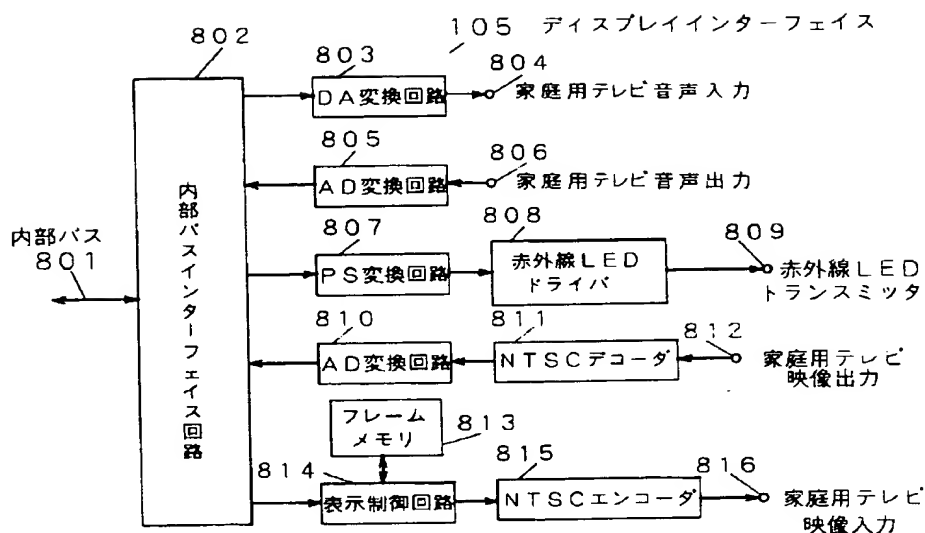 105 ディスプレイインターフェイス
802
803
DA変換回路
804
家庭用テレビ音声入力
805
AD変換回路
806
家庭用テレビ音声出力
内部バス
801
内部バスインターフェイス回路
807
PS変換回路
808
赤外線LED
ドライバ
809
赤外線LED
トランスミッタ
810
AD変換回路
811
NTSCデコーダ
812
家庭用テレビ
映像出力
フレーム
メモリ
813
814
表示制御回路
815
NTSCエンコーダ
816
家庭用テレビ
映像入力